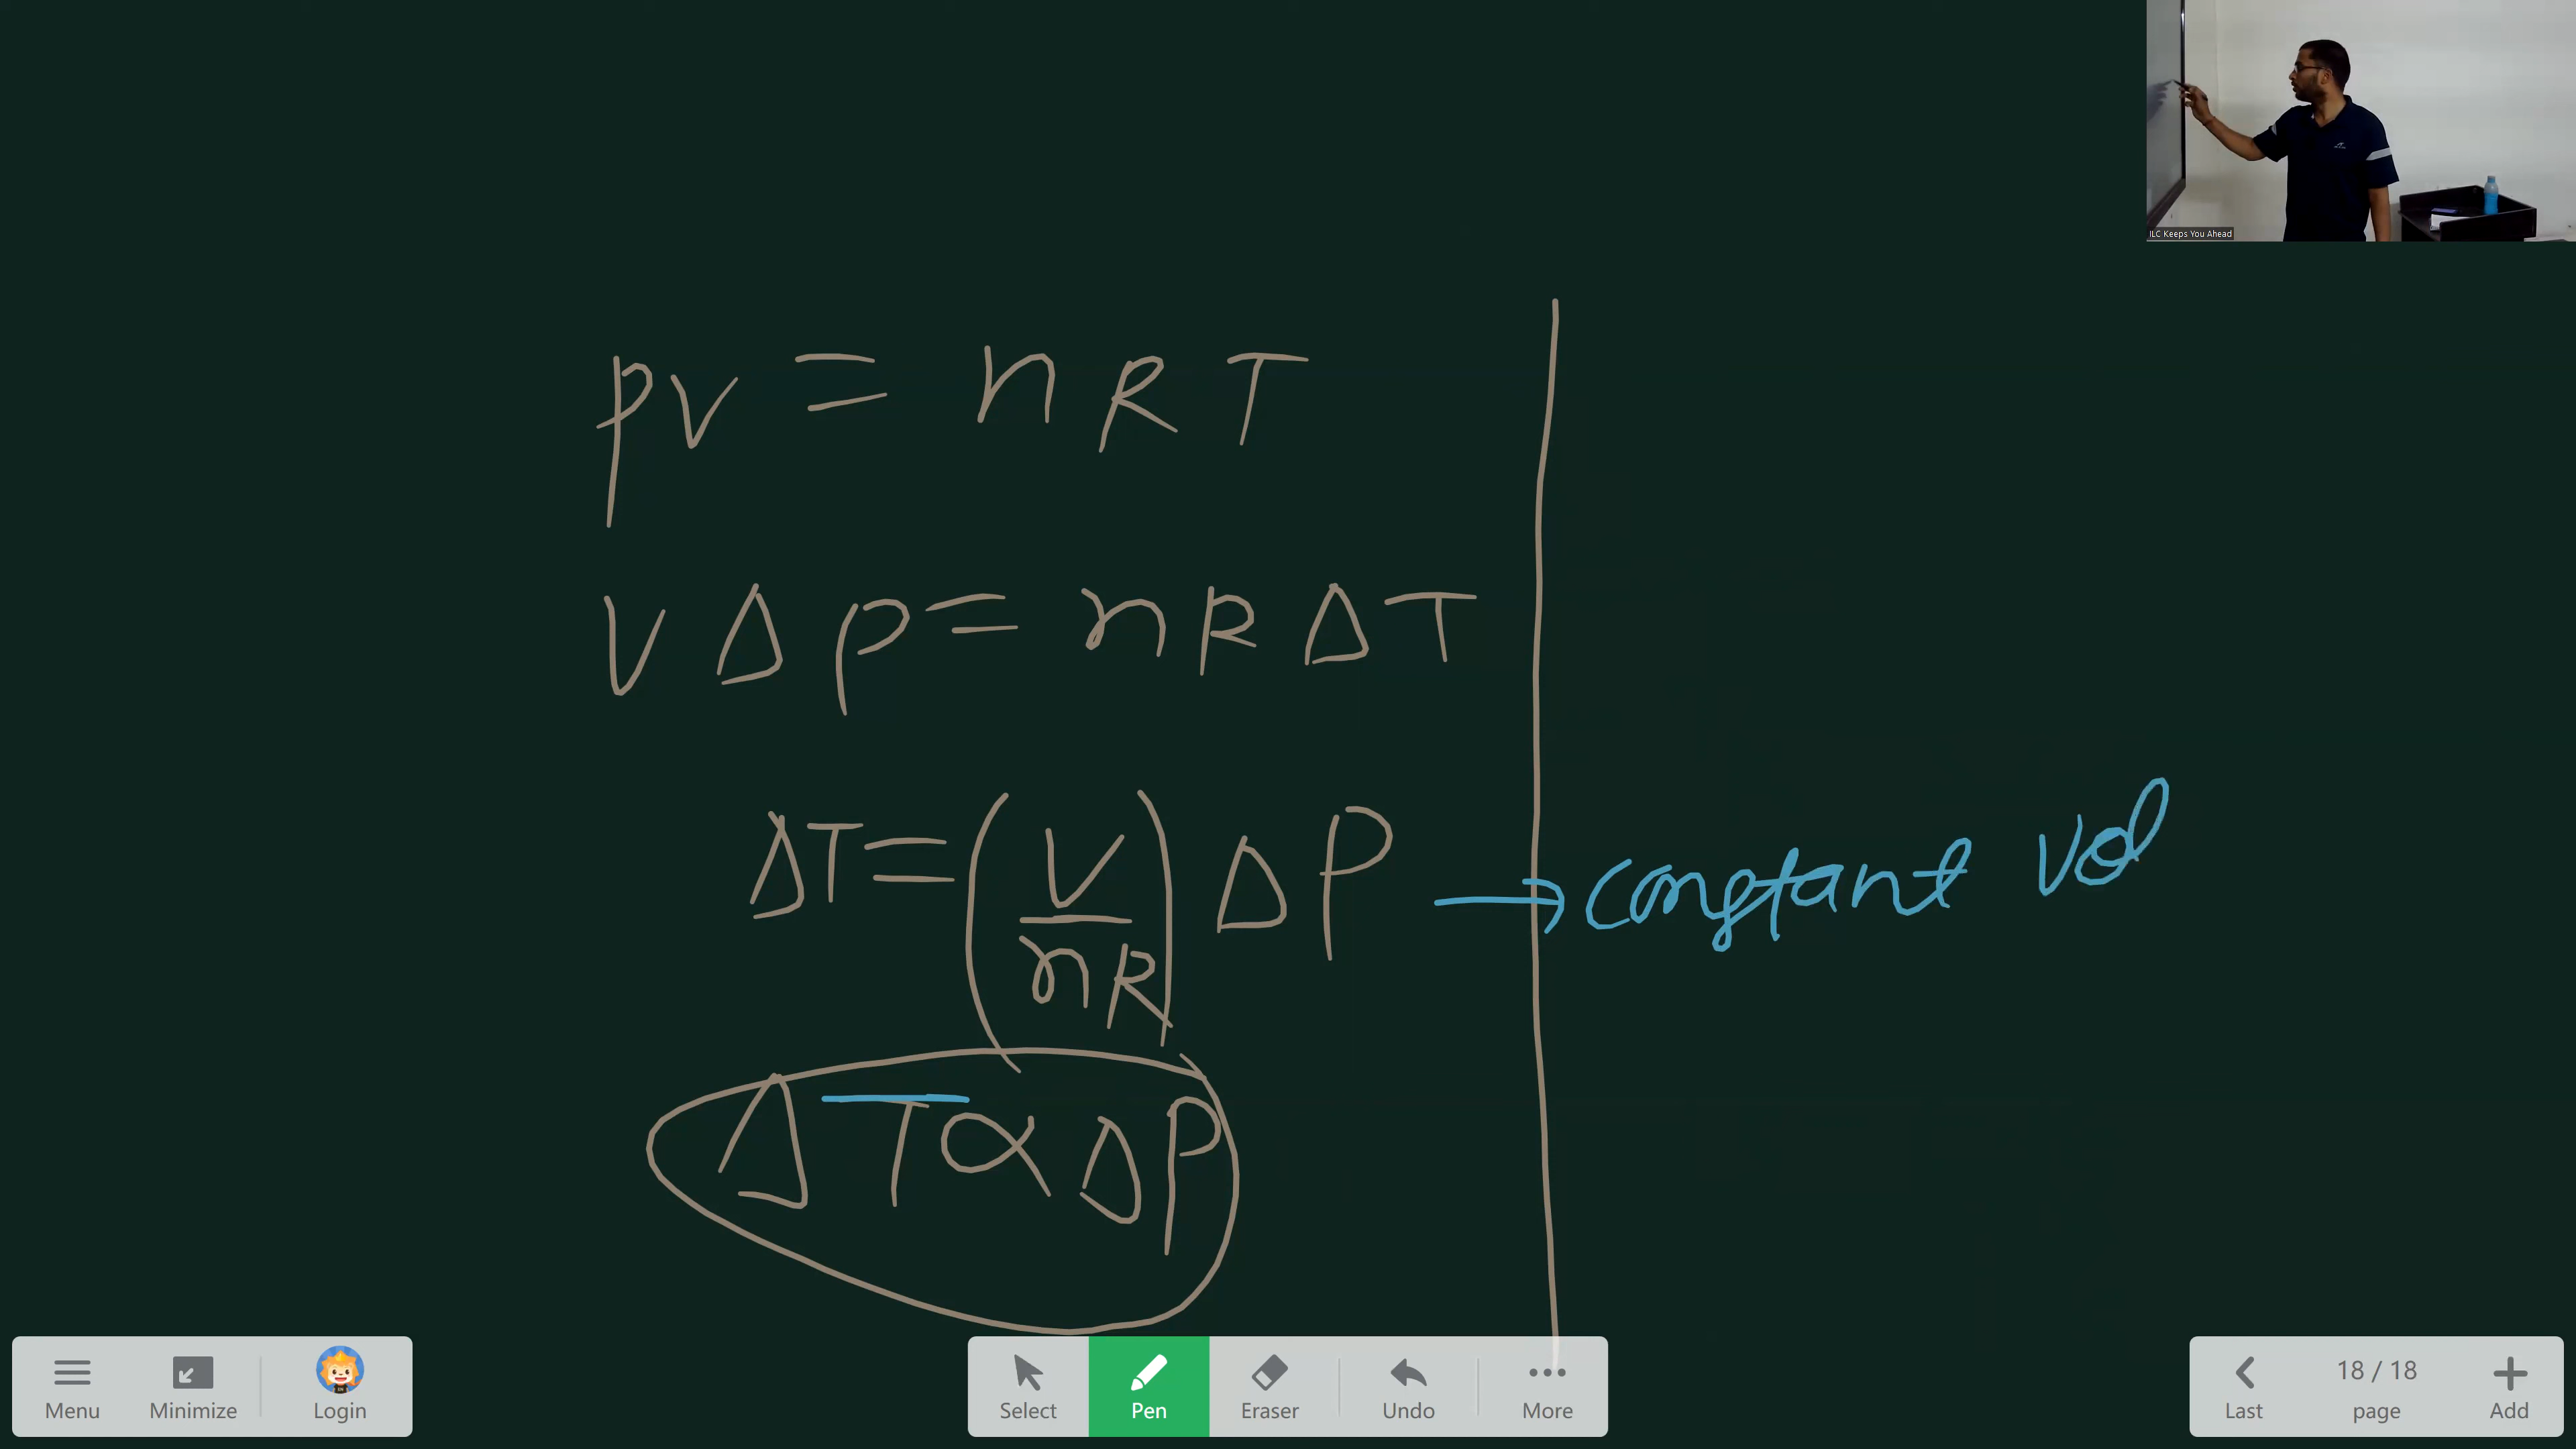 ILC Keeps You Ahead
PV = nRT
VΔP = nRΔT
ΔT = (V/nR) ΔP → constant vol
ΔT ∝ ΔP
Menu Minimize Login
Select Pen Eraser Undo More
18 / 18
Last page Add